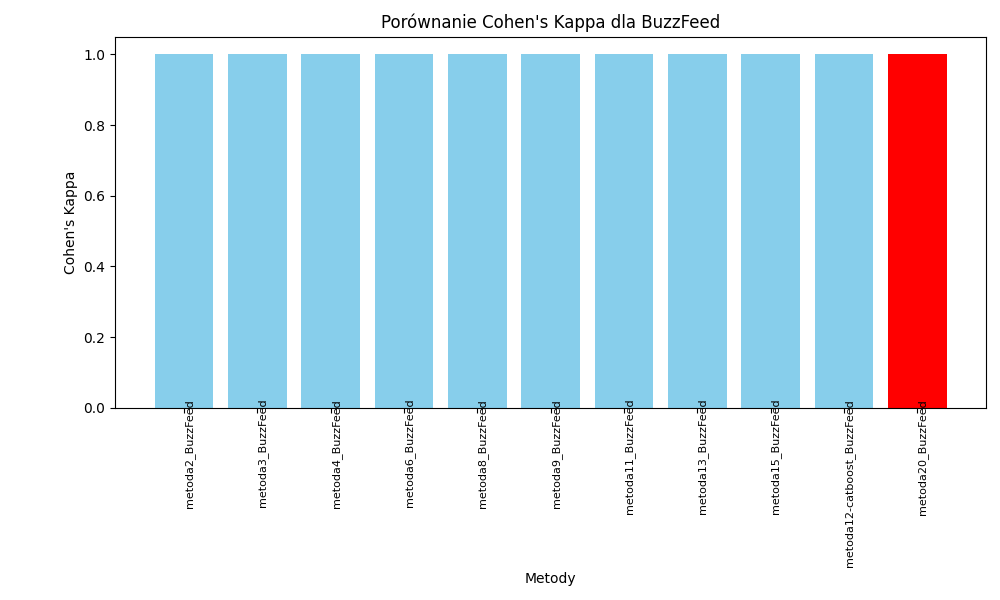 Porównanie Cohen's Kappa dla BuzzFeed
Cohen's Kappa
1.0
0.8
0.6
0.4
0.2
0.0
metoda2_BuzzFeed
metoda3_BuzzFeed
metoda4_BuzzFeed
metoda6_BuzzFeed
metoda8_BuzzFeed
metoda9_BuzzFeed
metoda11_BuzzFeed
metoda13_BuzzFeed
metoda15_BuzzFeed
metoda12-catboost_BuzzFeed
metoda20_BuzzFeed
Metody